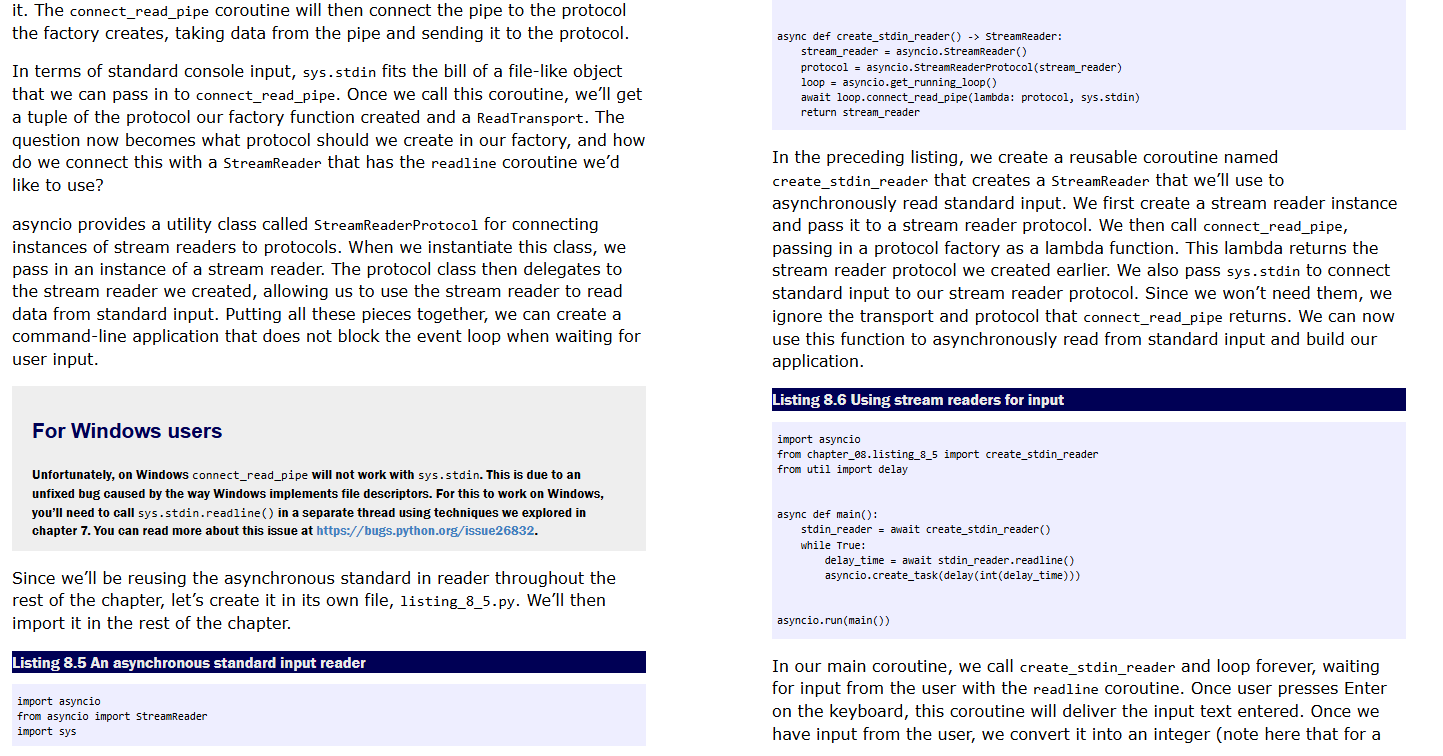 it. The connect_read_pipe coroutine will then connect the pipe to the protocol
the factory creates, taking data from the pipe and sending it to the protocol.
In terms of standard console input, sys.stdin fits the bill of a file-like object
that we can pass in to connect_read_pipe. Once we call this coroutine, we’ll get
a tuple of the protocol our factory function created and a ReadTransport. The
question now becomes what protocol should we create in our factory, and how
do we connect this with a StreamReader that has the readline coroutine we’d
like to use?
asyncio provides a utility class called StreamReaderProtocol for connecting
instances of stream readers to protocols. When we instantiate this class, we
pass in an instance of a stream reader. The protocol class then delegates to
the stream reader we created, allowing us to use the stream reader to read
data from standard input. Putting all these pieces together, we can create a
command-line application that does not block the event loop when waiting for
user input.
For Windows users
Unfortunately, on Windows connect_read_pipe will not work with sys.stdin. This is due to an
unfixed bug caused by the way Windows implements file descriptors. For this to work on Windows,
you’ll need to call sys.stdin.readline() in a separate thread using techniques we explored in
chapter 7. You can read more about this issue at https://bugs.python.org/issue26832.
Since we’ll be reusing the asynchronous standard in reader throughout the
rest of the chapter, let’s create it in its own file, listing_8_5.py. We’ll then
import it in the rest of the chapter.
Listing 8.5 An asynchronous standard input reader
import asyncio
from asyncio import StreamReader
import sys
async def create_stdin_reader() -> StreamReader:
    stream_reader = asyncio.StreamReader()
    protocol = asyncio.StreamReaderProtocol(stream_reader)
    loop = asyncio.get_running_loop()
    await loop.connect_read_pipe(lambda: protocol, sys.stdin)
    return stream_reader
In the preceding listing, we create a reusable coroutine named
create_stdin_reader that creates a StreamReader that we’ll use to
asynchronously read standard input. We first create a stream reader instance
and pass it to a stream reader protocol. We then call connect_read_pipe,
passing in a protocol factory as a lambda function. This lambda returns the
stream reader protocol we created earlier. We also pass sys.stdin to connect
standard input to our stream reader protocol. Since we won’t need them, we
ignore the transport and protocol that connect_read_pipe returns. We can now
use this function to asynchronously read from standard input and build our
application.
Listing 8.6 Using stream readers for input
import asyncio
from chapter_08.listing_8_5 import create_stdin_reader
from util import delay
async def main():
    stdin_reader = await create_stdin_reader()
    while True:
        delay_time = await stdin_reader.readline()
        asyncio.create_task(delay(int(delay_time)))
asyncio.run(main())
In our main coroutine, we call create_stdin_reader and loop forever, waiting
for input from the user with the readline coroutine. Once user presses Enter
on the keyboard, this coroutine will deliver the input text entered. Once we
have input from the user, we convert it into an integer (note here that for a